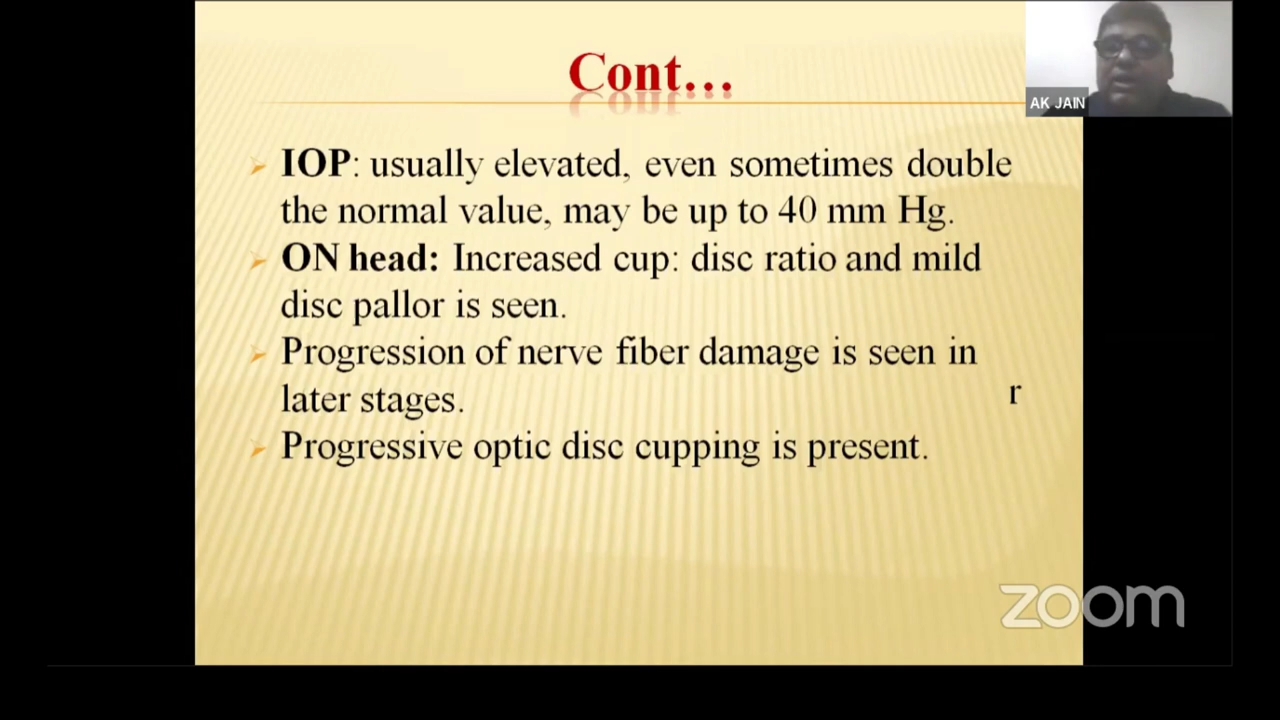 Cont...
AK JAIN
IOP: usually elevated, even sometimes double
the normal value, may be up to 40 mm Hg.
ON head: Increased cup: disc ratio and mild
disc pallor is seen.
Progression of nerve fiber damage is seen in
later stages.
r
Progressive optic disc cupping is present.
zoom